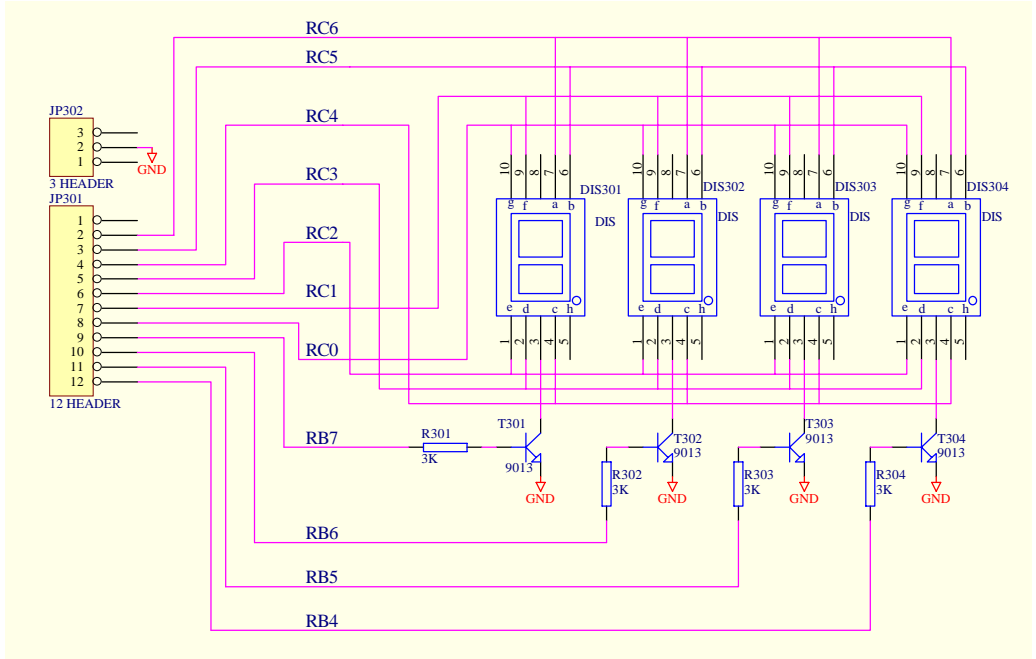 RC6
RC5
JP302
RC4
3
2
1
GND
3 HEADER
JP301
RC3
1
2
3
4
5
6
7
8
9
10
11
12
12 HEADER
RC2
RC1
RC0
10 9 8 7 6
DIS301
g f a b
DIS
e d c h
1 2 3 4 5
10 9 8 7 6
DIS302
g f a b
DIS
e d c h
1 2 3 4 5
10 9 8 7 6
DIS303
g f a b
DIS
e d c h
1 2 3 4 5
10 9 8 7 6
DIS304
g f a b
DIS
e d c h
1 2 3 4 5
RB7
R301
3K
T301
9013
GND
R302
3K
T302
9013
GND
R303
3K
T303
9013
GND
R304
3K
T304
9013
GND
RB6
RB5
RB4